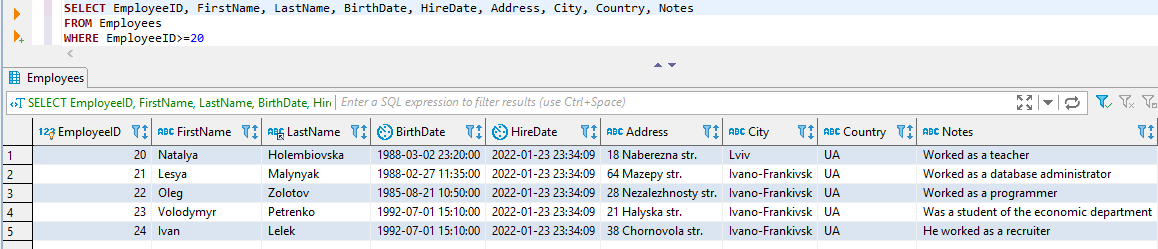 SELECT EmployeeID, FirstName, LastName, BirthDate, HireDate, Address, City, Country, Notes
FROM Employees
WHERE EmployeeID>=20
Employees
SELECT EmployeeID, FirstName, LastName, BirthDate, Hir Enter a SQL expression to filter results (use Ctrl+Space)
123 EmployeeID ABC FirstName ABC LastName BirthDate HireDate ABC Address ABC City ABC Country ABC Notes
1 20 Natalya Holembiovska 1988-03-02 23:20:00 2022-01-23 23:34:09 18 Naberezna str. Lviv UA Worked as a teacher
2 21 Lesya Malynyak 1988-02-27 11:35:00 2022-01-23 23:34:09 64 Mazepy str. Ivano-Frankivsk UA Worked as a database administrator
3 22 Oleg Zolotov 1985-08-21 10:50:00 2022-01-23 23:34:09 28 Nezalezhnosty str. Ivano-Frankivsk UA Worked as a programmer
4 23 Volodymyr Petrenko 1992-07-01 15:10:00 2022-01-23 23:34:09 21 Halyska str. Ivano-Frankivsk UA Was a student of the economic department
5 24 Ivan Lelek 1992-07-01 15:10:00 2022-01-23 23:34:09 38 Chornovola str. Ivano-Frankivsk UA He worked as a recruiter